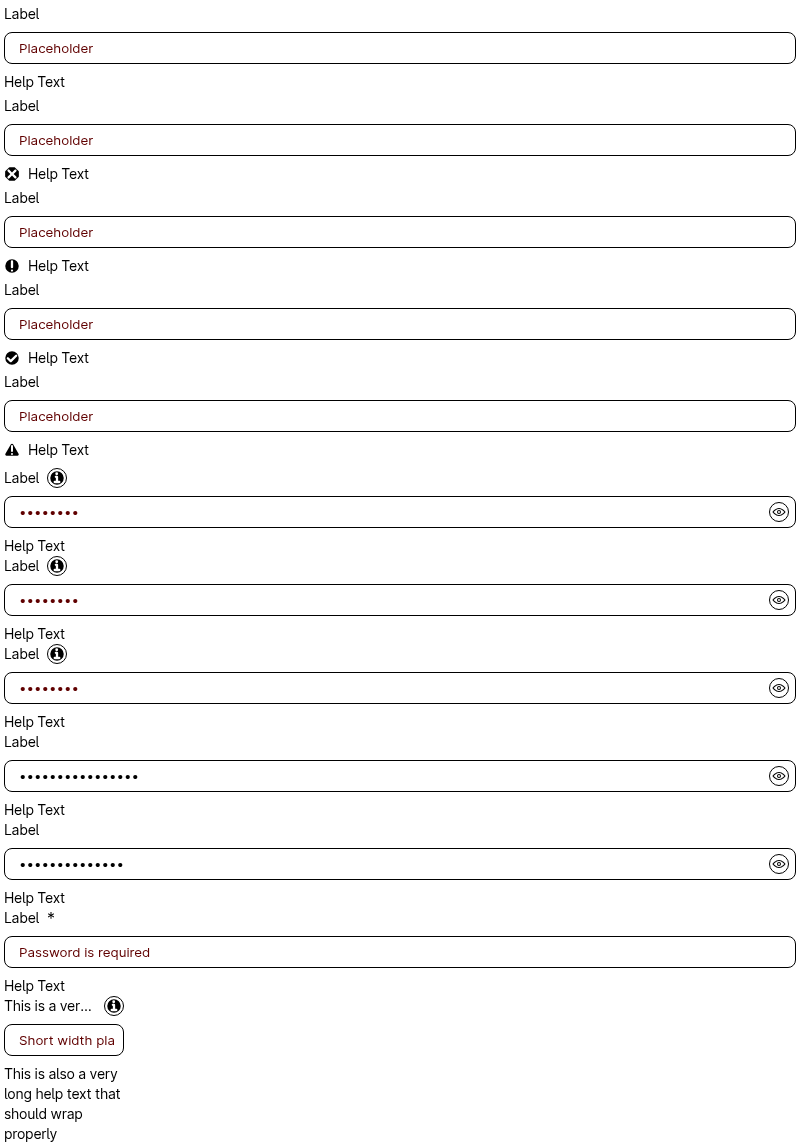 Label
Placeholder
Help Text
Label
Placeholder
Help Text
Label
Placeholder
Help Text
Label
Placeholder
Help Text
Label
Placeholder
Help Text
Label
••••••••
Help Text
Label
••••••••
Help Text
Label
••••••••
Help Text
Label
••••••••••••••••
Help Text
Label
••••••••••••••
Help Text
Label *
Password is required
Help Text
This is a ver...
Short width pla
This is also a very
long help text that
should wrap
properly